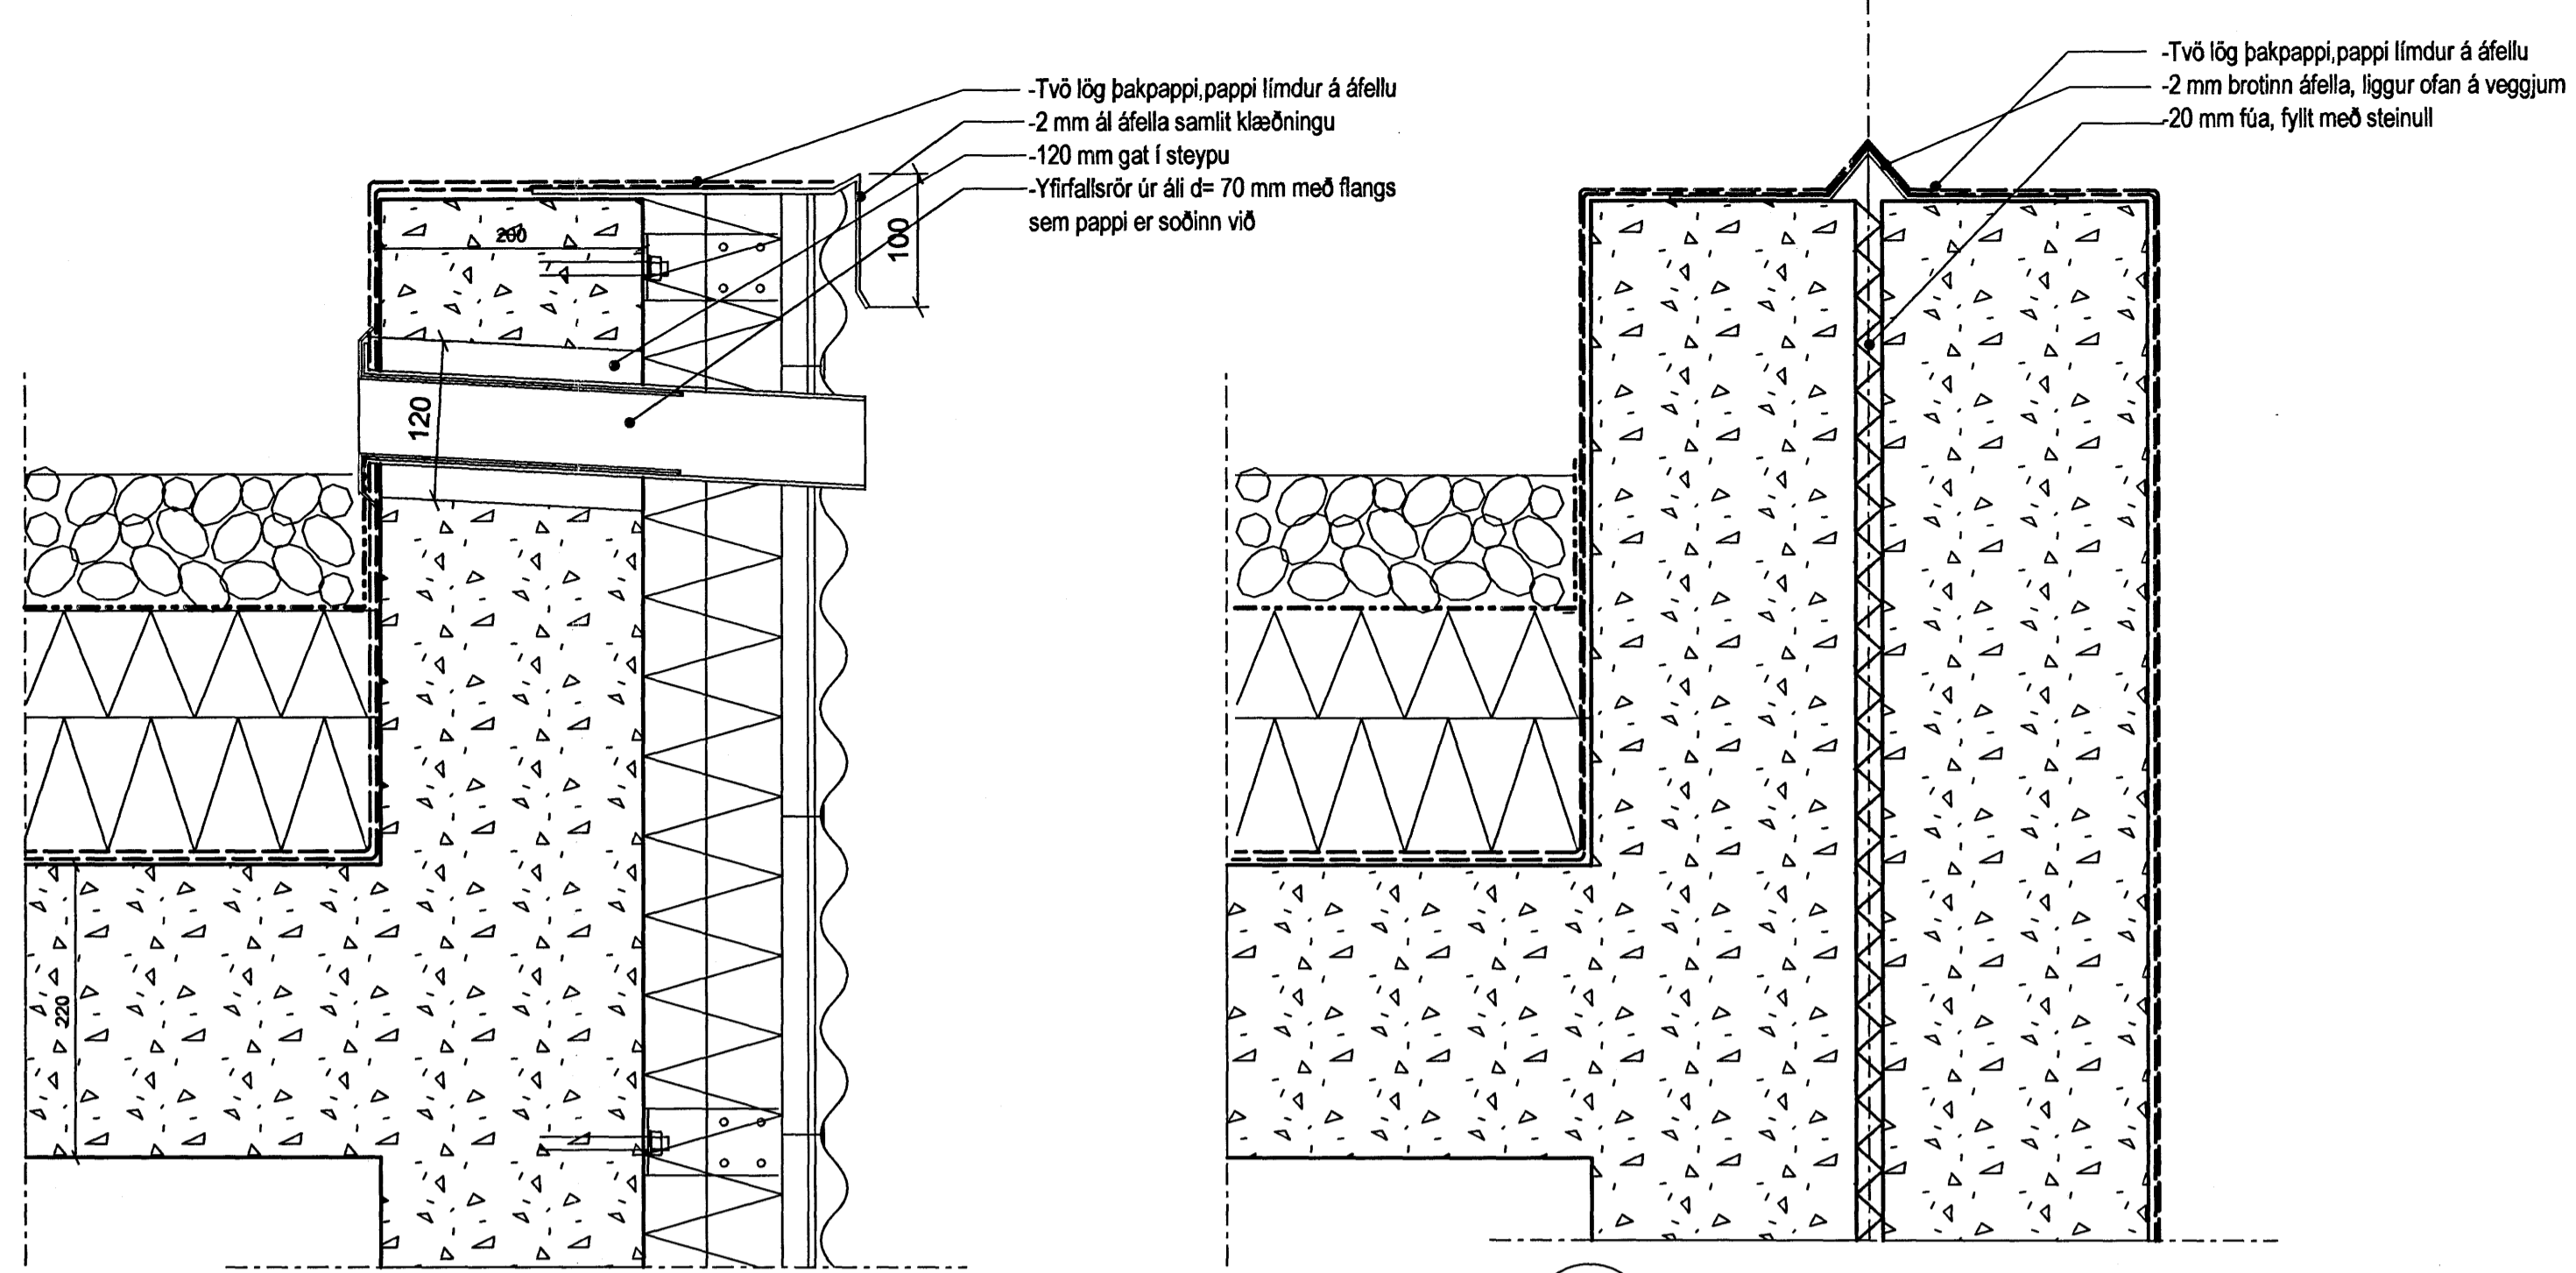 -Tvö lög þakpappi,pappi límdur á áfellu
-2 mm ál áfella samlit klæðningu
-120 mm gat í steypu
-Yfirfallsrör úr áli d= 70 mm með flangs
sem pappi er soðinn við
200
100
120
220
-Tvö lög þakpappi,pappi límdur á áfellu
-2 mm brotinn áfella, liggur ofan á veggjum
-20 mm fúa, fyllt með steinull